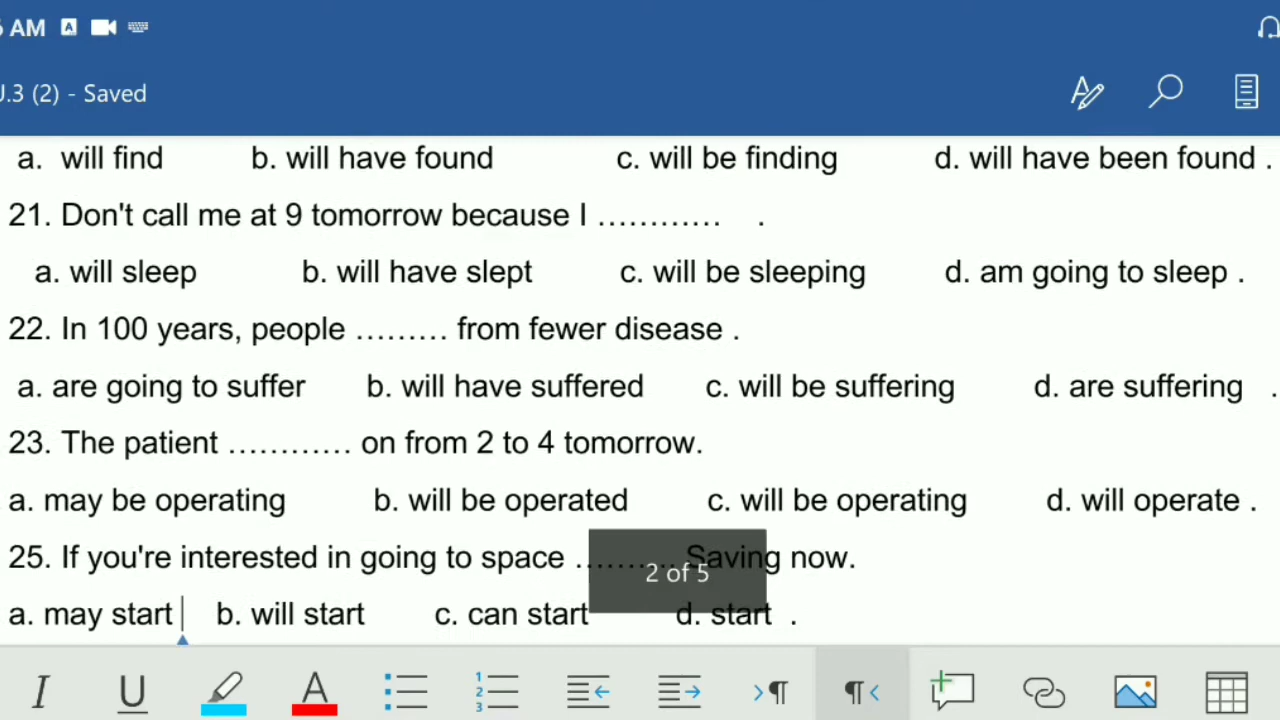 AM
(2) - Saved
a. will find b. will have found c. will be finding d. will have been found .
21. Don't call me at 9 tomorrow because I ………… .
a. will sleep b. will have slept c. will be sleeping d. am going to sleep .
22. In 100 years, people ……… from fewer disease .
a. are going to suffer b. will have suffered c. will be suffering d. are suffering .
23. The patient ………… on from 2 to 4 tomorrow.
a. may be operating b. will be operated c. will be operating d. will operate .
25. If you're interested in going to space ………. Saving now.
2 of 5
a. may start b. will start c. can start d. start .